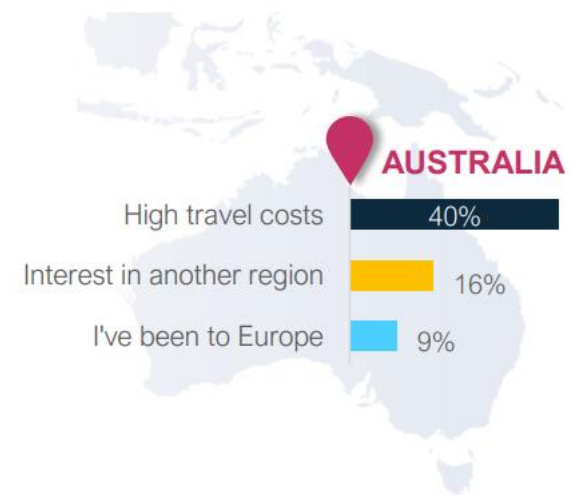 AUSTRALIA
High travel costs 40%
Interest in another region 16%
I've been to Europe 9%